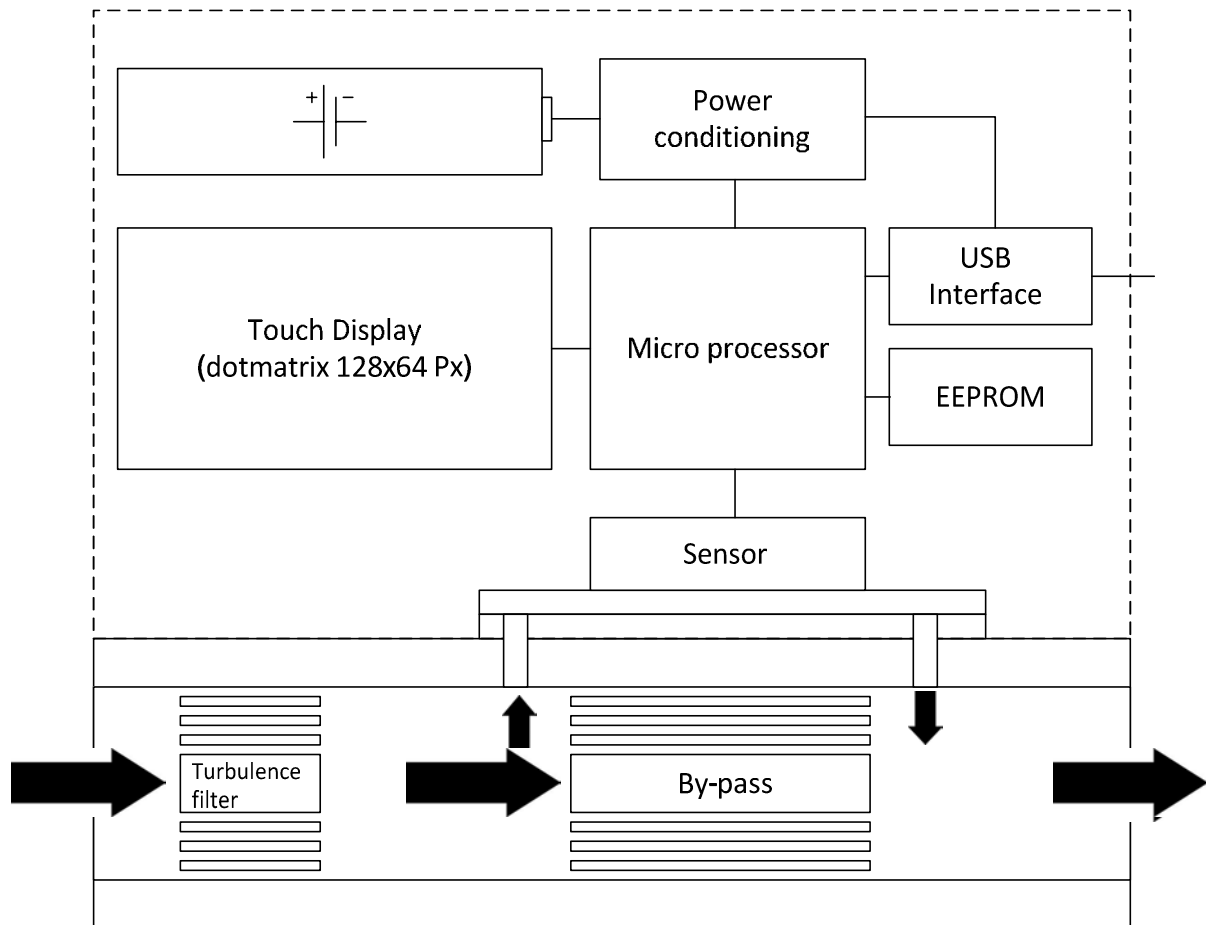 + −
Power
conditioning
Touch Display
(dotmatrix 128x64 Px)
Micro processor
USB
Interface
EEPROM
Sensor
Turbulence
filter
By-pass